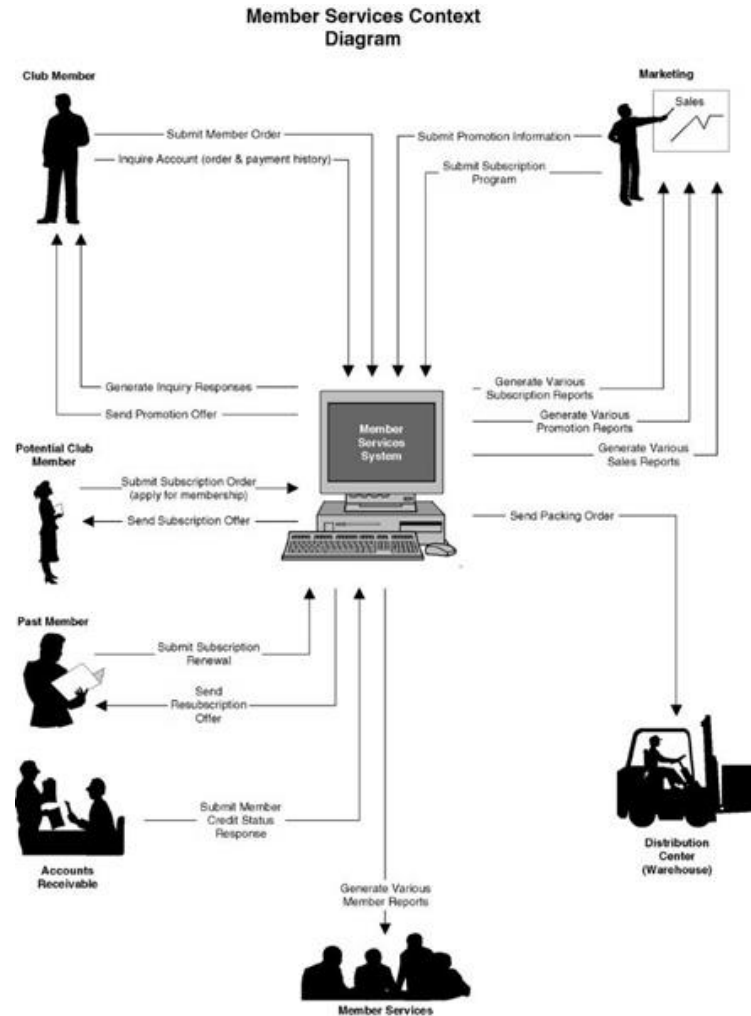 Member Services Context
Diagram
Club Member
Marketing
Sales
Submit Member Order
Submit Promotion Information
Inquire Account (order & payment history)
Submit Subscription
Program
Generate Inquiry Responses
Send Promotion Offer
Generate Various
Subscription Reports
Generate Various
Promotion Reports
Generate Various
Sales Reports
Member
Services
System
Potential Club
Member
Submit Subscription Order
(apply for membership)
Send Subscription Offer
Send Packing Order
Past Member
Submit Subscription
Renewal
Send
Resubscription
Offer
Submit Member
Credit Status
Response
Accounts
Receivable
Distribution
Center
(Warehouse)
Generate Various
Member Reports
Member Services